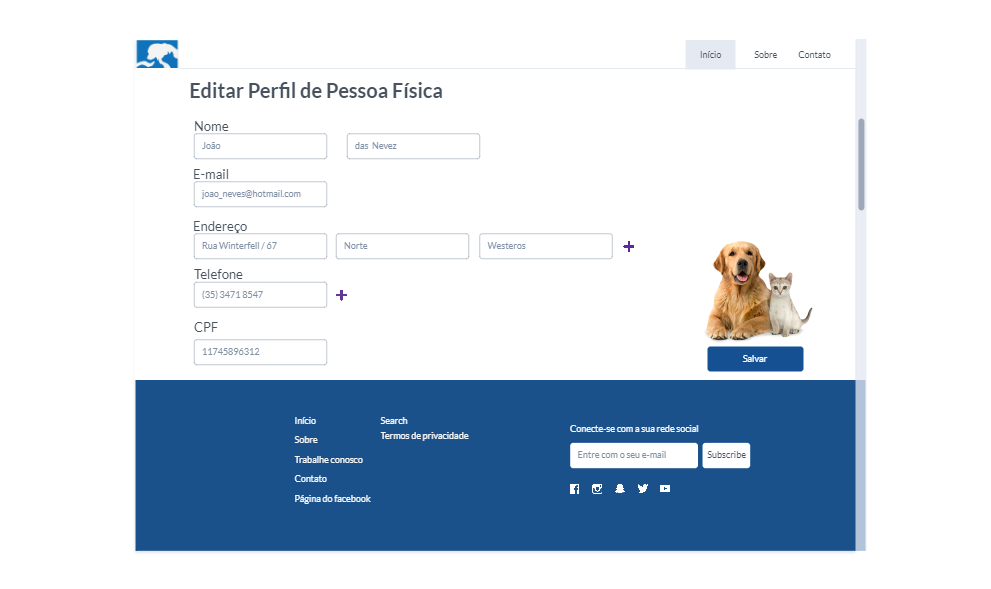 Início Sobre Contato
Editar Perfil de Pessoa Física
Nome
João das Nevez
E-mail
joao_neves@hotmail.com
Endereço
Rua Winterfell / 67 Norte Westeros
Telefone
(35) 3471 8547
CPF
11745896312
Salvar
Início
Sobre
Trabalhe conosco
Contato
Página do facebook
Search
Termos de privacidade
Conecte-se com a sua rede social
Entre com o seu e-mail Subscribe